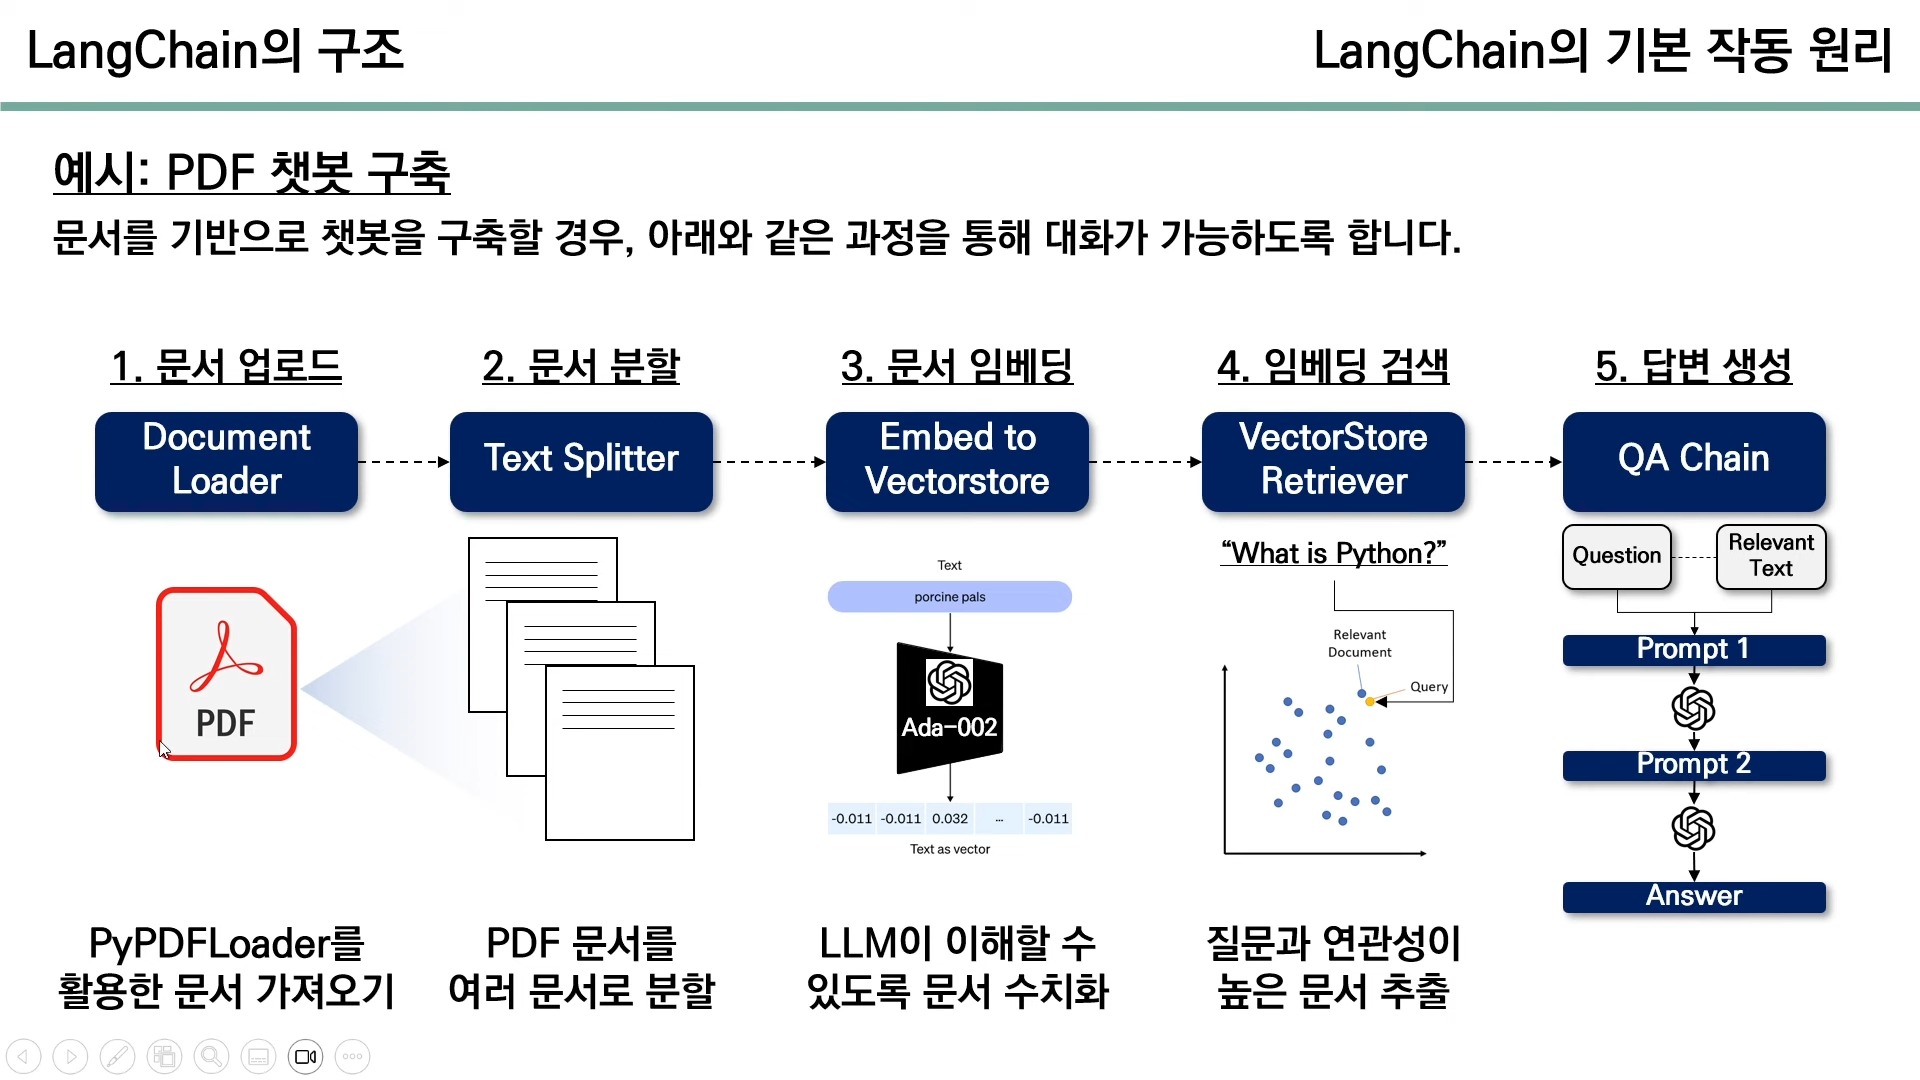 LangChain의 구조
LangChain의 기본 작동 원리
예시: PDF 챗봇 구축
문서를 기반으로 챗봇을 구축할 경우, 아래와 같은 과정을 통해 대화가 가능하도록 합니다.
1. 문서 업로드
Document
Loader
PDF
PyPDFLoader를
활용한 문서 가져오기
2. 문서 분할
Text Splitter
PDF 문서를
여러 문서로 분할
3. 문서 임베딩
Embed to
Vectorstore
Text
porcine pals
Ada-002
-0.011 -0.011 0.032 ... -0.011
Text as vector
LLM이 이해할 수
있도록 문서 수치화
4. 임베딩 검색
VectorStore
Retriever
“What is Python?”
Relevant
Document
Query
질문과 연관성이
높은 문서 추출
5. 답변 생성
QA Chain
Question
Relevant
Text
Prompt 1
Prompt 2
Answer